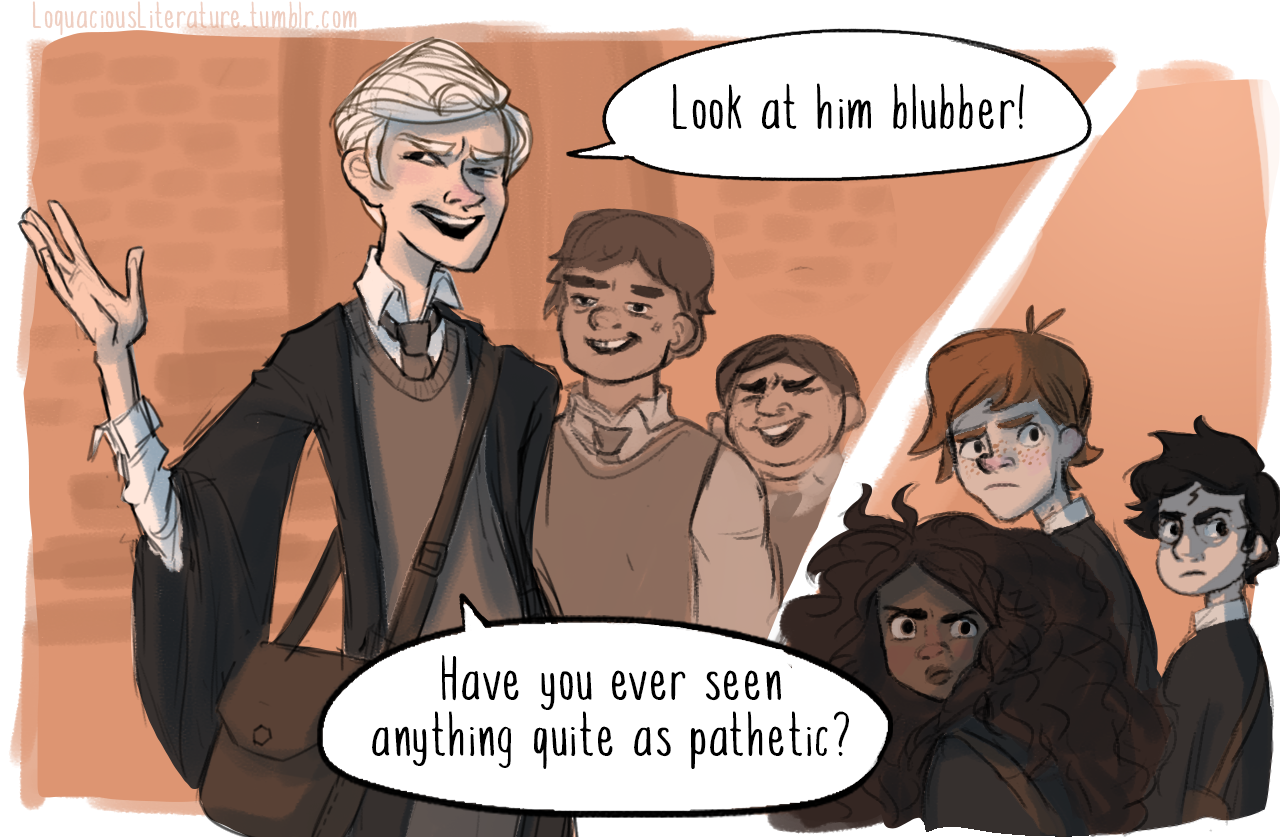 LoquaciousLiterature.tumblr.com
Look at him blubber!
Have you ever seen
anything quite as pathetic?